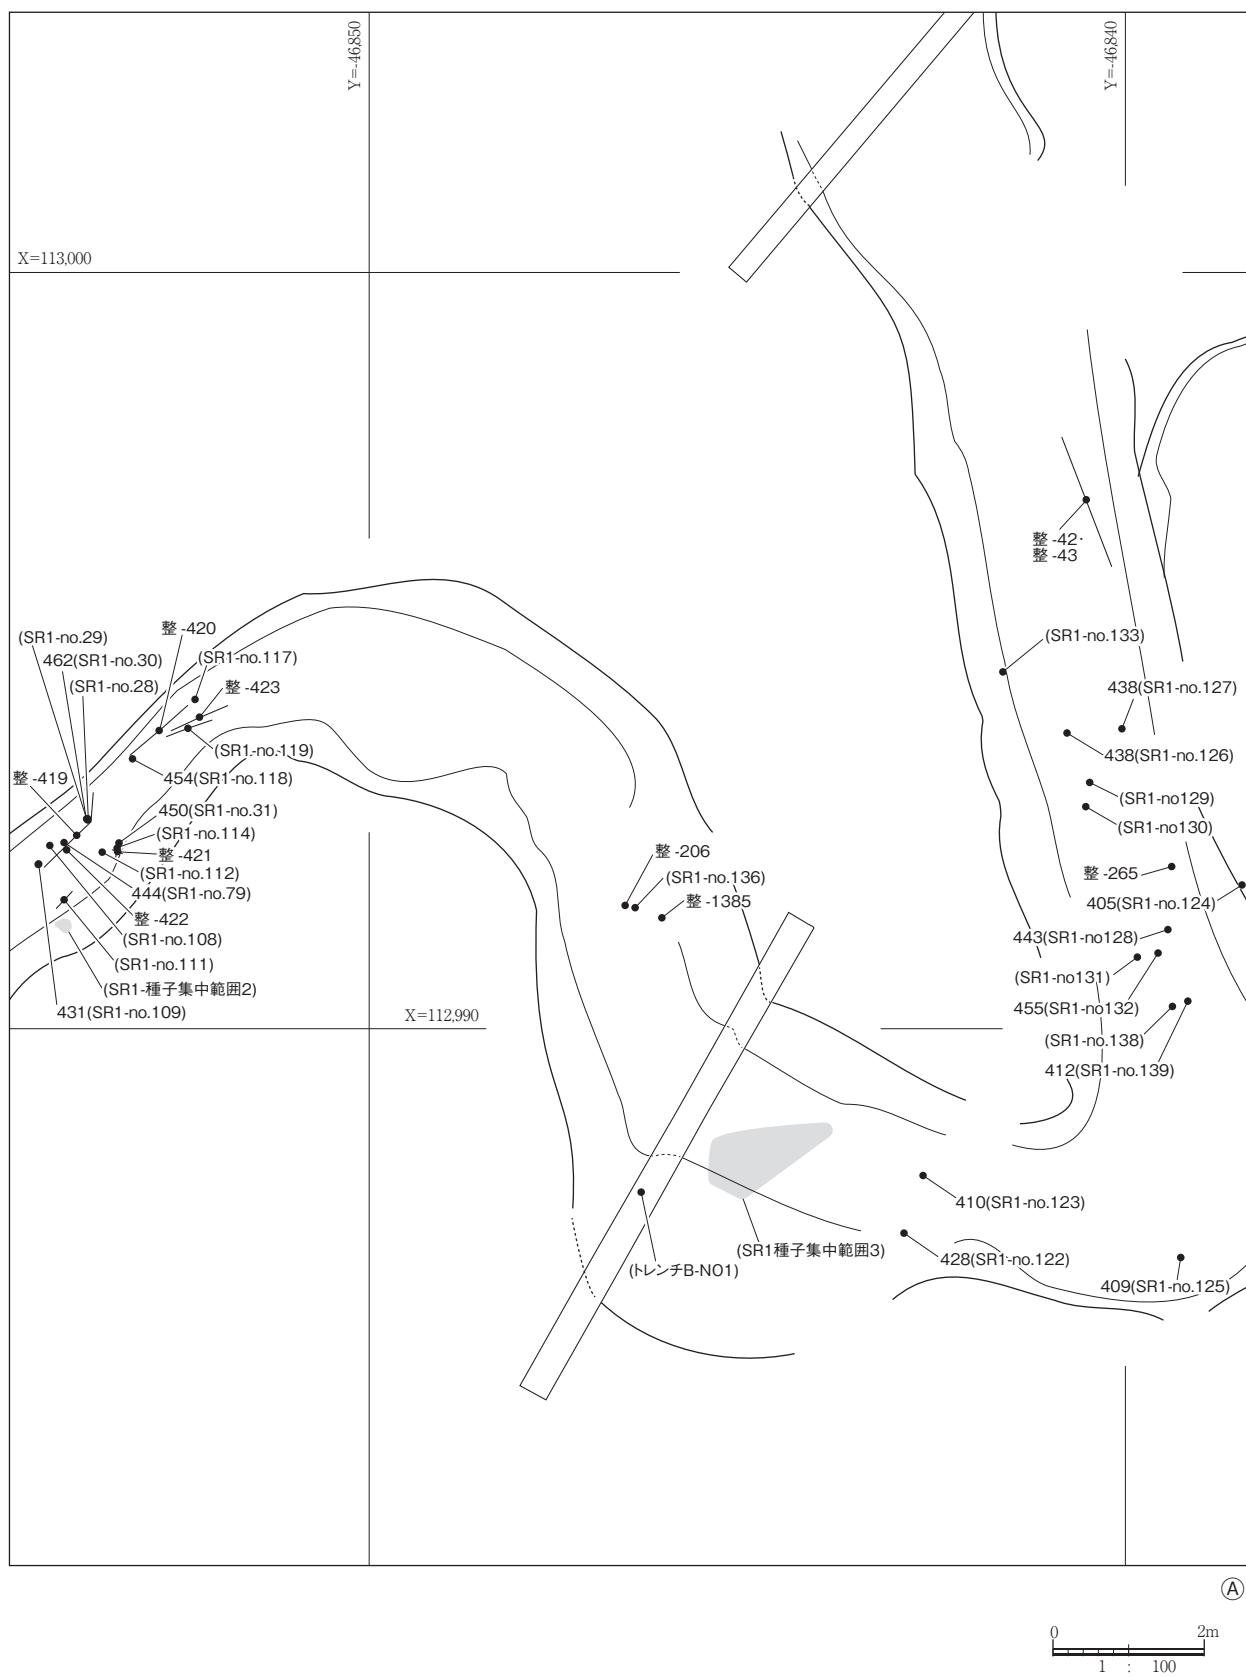 Y=-46,850
Y=-46,840
X=113,000
整-42·
整-43
(SR1-no.29)
整-420
462(SR1-no.30)
(SR1-no.117)
(SR1-no.28)
整-423
(SR1-no.133)
438(SR1-no.127)
(SR1-no.119)
438(SR1-no.126)
整-419
454(SR1-no.118)
(SR1-no129)
450(SR1-no.31)
(SR1-no130)
(SR1-no.114)
整-421
整-206
(SR1-no.112)
(SR1-no.136)
整-265
444(SR1-no.79)
整-1385
405(SR1-no.124)
整-422
(SR1-no.108)
443(SR1-no128)
(SR1-no.111)
(SR1-no131)
(SR1-種子集中範囲2)
431(SR1-no.109)
X=112,990
455(SR1-no132)
(SR1-no.138)
412(SR1-no.139)
410(SR1-no.123)
(SR1種子集中範囲3)
(トレンチB-NO1)
428(SR1-no.122)
409(SR1-no.125)
Ⓐ
0 2m
1 : 100